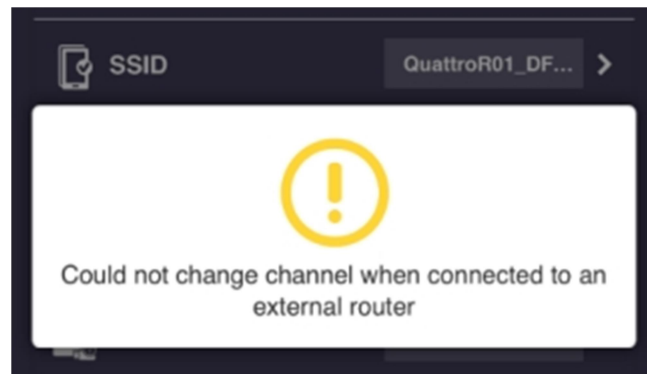 SSID
QuattroR01_DF...
Could not change channel when connected to an
external router